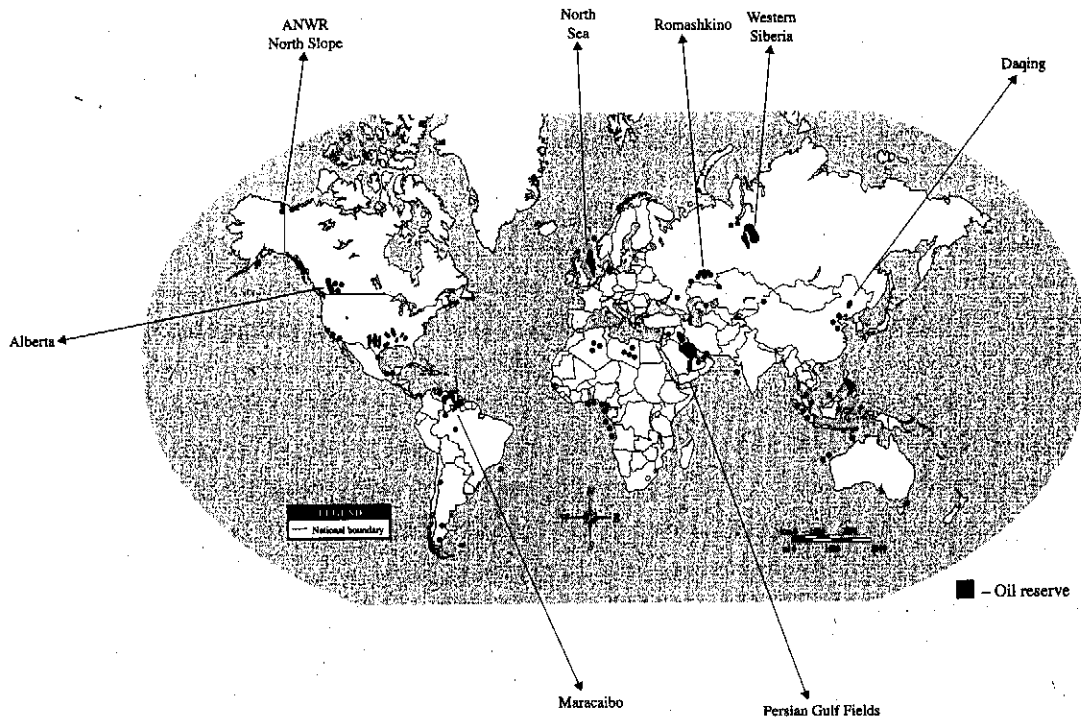 ANWR
North Slope
North
Sea
Romashkino
Western
Siberia
Daqing
Alberta
LEGEND
National boundary
– Oil reserve
Maracaibo
Persian Gulf Fields